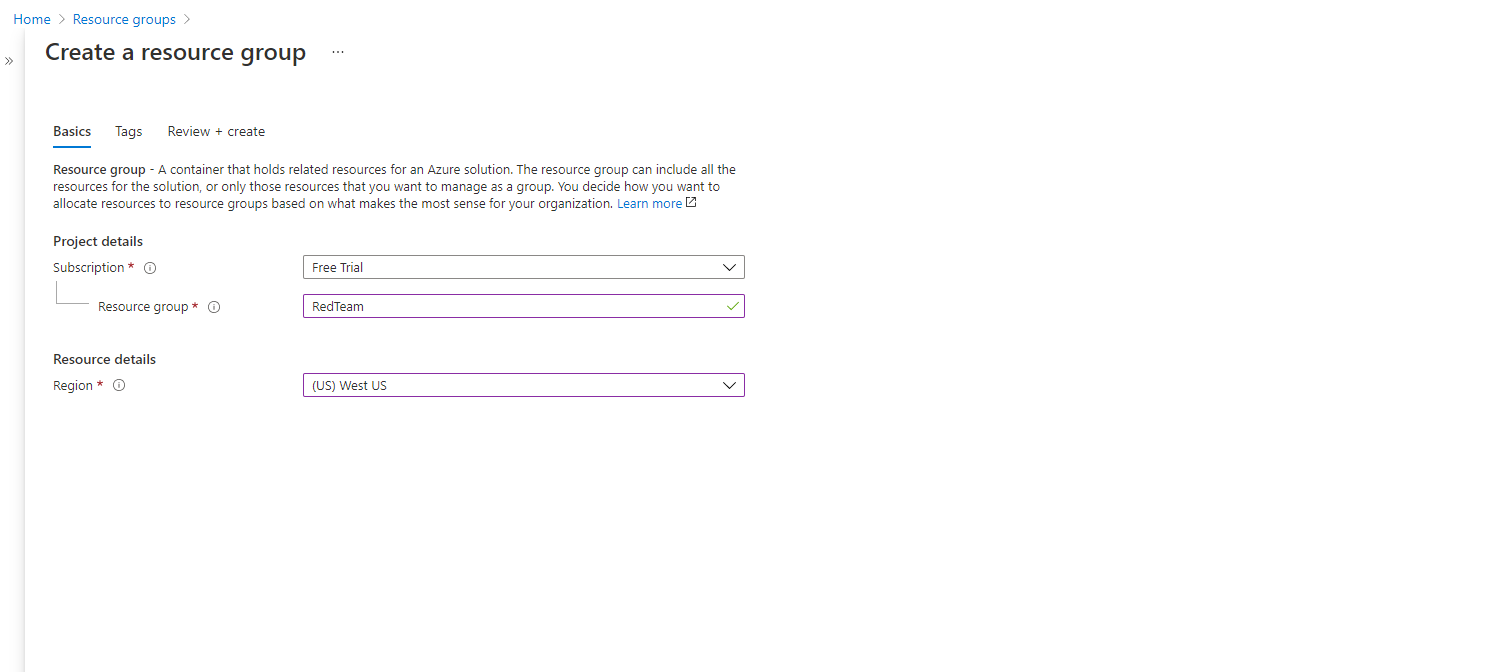 Home > Resource groups >
Create a resource group ...
Basics Tags Review + create
Resource group - A container that holds related resources for an Azure solution. The resource group can include all the
resources for the solution, or only those resources that you want to manage as a group. You decide how you want to
allocate resources to resource groups based on what makes the most sense for your organization. Learn more
Project details
Subscription * Free Trial
Resource group * RedTeam
Resource details
Region * (US) West US